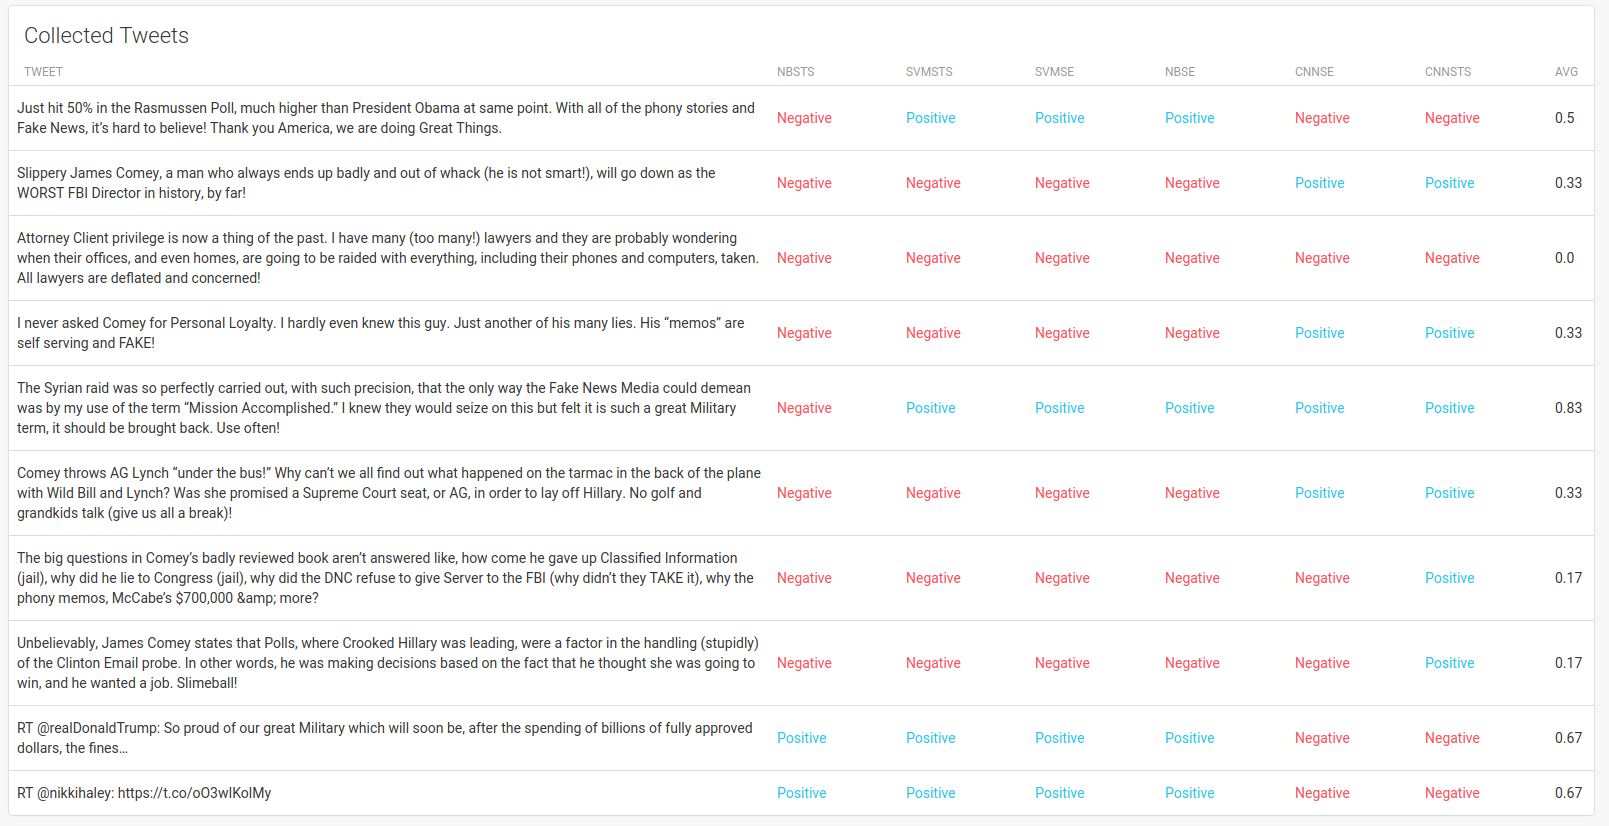 Collected Tweets
TWEET NBSTS SVMSTS SVMSE NBSE CNNSE CNNSTS AVG
Just hit 50% in the Rasmussen Poll, much higher than President Obama at same point. With all of the phony stories and
Fake News, it’s hard to believe! Thank you America, we are doing Great Things.
Negative Positive Positive Positive Negative Negative 0.5
Slippery James Comey, a man who always ends up badly and out of whack (he is not smart!), will go down as the
WORST FBI Director in history, by far!
Negative Negative Negative Negative Positive Positive 0.33
Attorney Client privilege is now a thing of the past. I have many (too many!) lawyers and they are probably wondering
when their offices, and even homes, are going to be raided with everything, including their phones and computers, taken.
All lawyers are deflated and concerned!
Negative Negative Negative Negative Negative Negative 0.0
I never asked Comey for Personal Loyalty. I hardly even knew this guy. Just another of his many lies. His “memos” are
self serving and FAKE!
Negative Negative Negative Negative Positive Positive 0.33
The Syrian raid was so perfectly carried out, with such precision, that the only way the Fake News Media could demean
was by my use of the term “Mission Accomplished.” I knew they would seize on this but felt it is such a great Military
term, it should be brought back. Use often!
Negative Positive Positive Positive Positive Positive 0.83
Comey throws AG Lynch “under the bus!” Why can’t we all find out what happened on the tarmac in the back of the plane
with Wild Bill and Lynch? Was she promised a Supreme Court seat, or AG, in order to lay off Hillary. No golf and
grandkids talk (give us all a break)!
Negative Negative Negative Negative Positive Positive 0.33
The big questions in Comey’s badly reviewed book aren’t answered like, how come he gave up Classified Information
(jail), why did he lie to Congress (jail), why did the DNC refuse to give Server to the FBI (why didn’t they TAKE it), why the
phony memos, McCabe’s $700,000 &amp; more?
Negative Negative Negative Negative Negative Positive 0.17
Unbelievably, James Comey states that Polls, where Crooked Hillary was leading, were a factor in the handling (stupidly)
of the Clinton Email probe. In other words, he was making decisions based on the fact that he thought she was going to
win, and he wanted a job. Slimeball!
Negative Negative Negative Negative Negative Positive 0.17
RT @realDonaldTrump: So proud of our great Military which will soon be, after the spending of billions of fully approved
dollars, the fines…
Positive Positive Positive Positive Negative Negative 0.67
RT @nikkihaley: https://t.co/oO3wlKolMy
Positive Positive Positive Positive Negative Negative 0.67